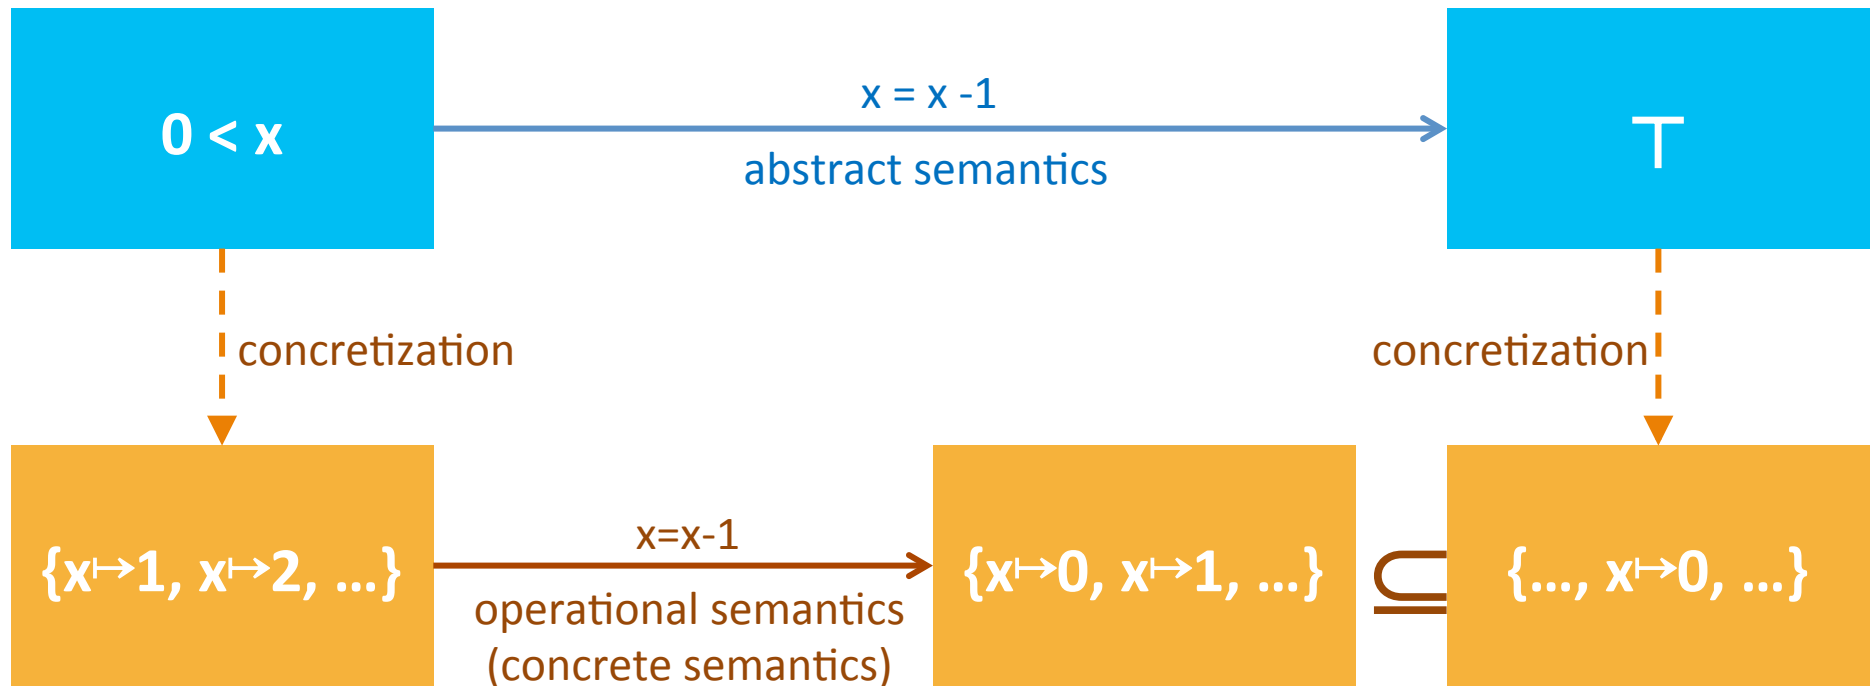 0 < x
x = x -1
abstract semantics
⊤
concretization
concretization
{x↦1, x↦2, …}
x=x-1
operational semantics
(concrete semantics)
{x↦0, x↦1, …}
⊆
{…, x↦0, …}